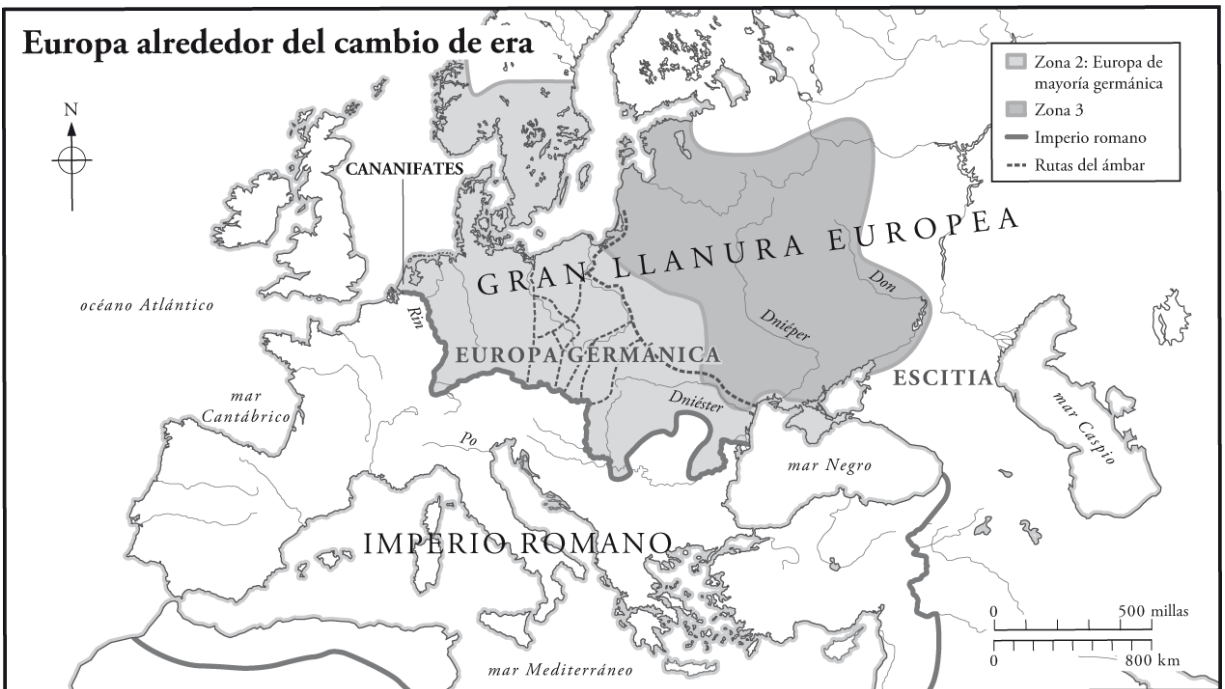 Europa alrededor del cambio de era
Zona 2: Europa de
mayoría germánica
Zona 3
Imperio romano
Rutas del ámbar
N
CANANIFATES
GRAN LLANURA EUROPEA
océano Atlántico
Rin
Don
Dniéper
EUROPA GERMÁNICA
ESCITIA
mar
Cantábrico
Dniéster
mar Caspio
Po
mar Negro
IMPERIO ROMANO
0 500 millas
0 800 km
mar Mediterráneo